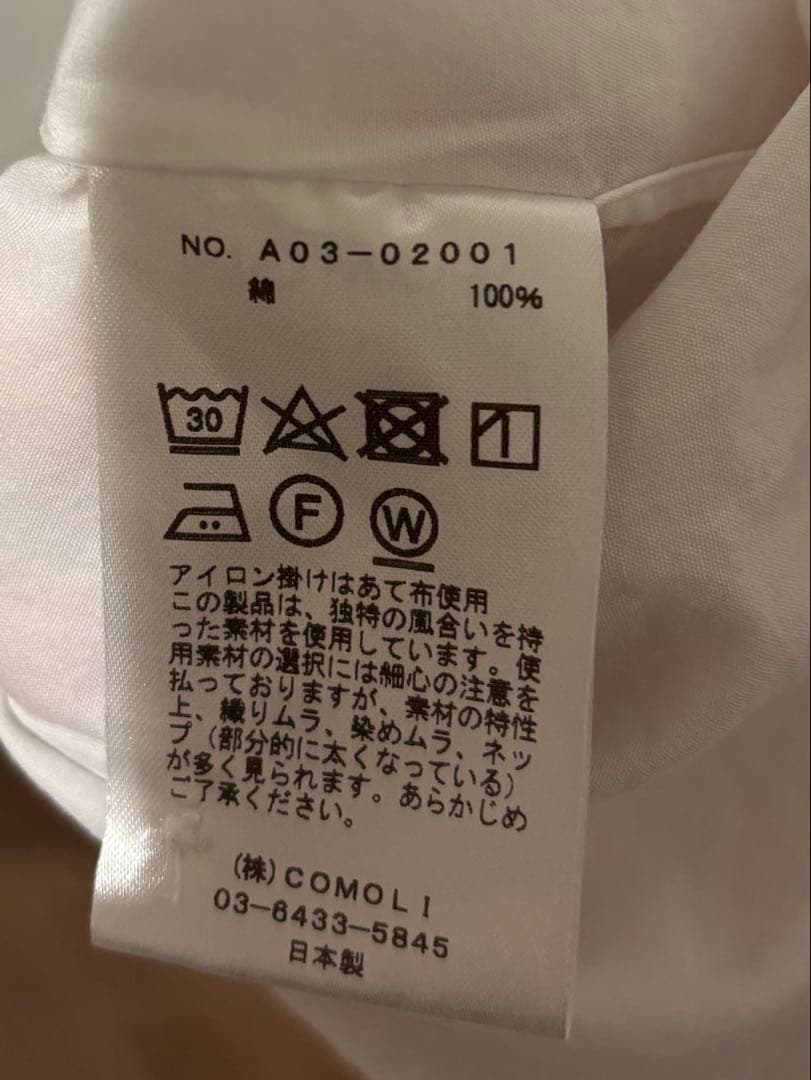 NO. A03-02001
綿 100%
30
F W
アイロン掛けはあて布使用
この製品は、独特の風合いを持
った素材を使用しています。使
用素材の選択には細心の注意を
払っておりますが、素材の特性
上、織りムラ、染めムラ、ネッ
プ（部分的に太くなっている）
が多く見られます。あらかじめ
ご了承ください。
(株)COMOLI
03-6433-5845
日本製